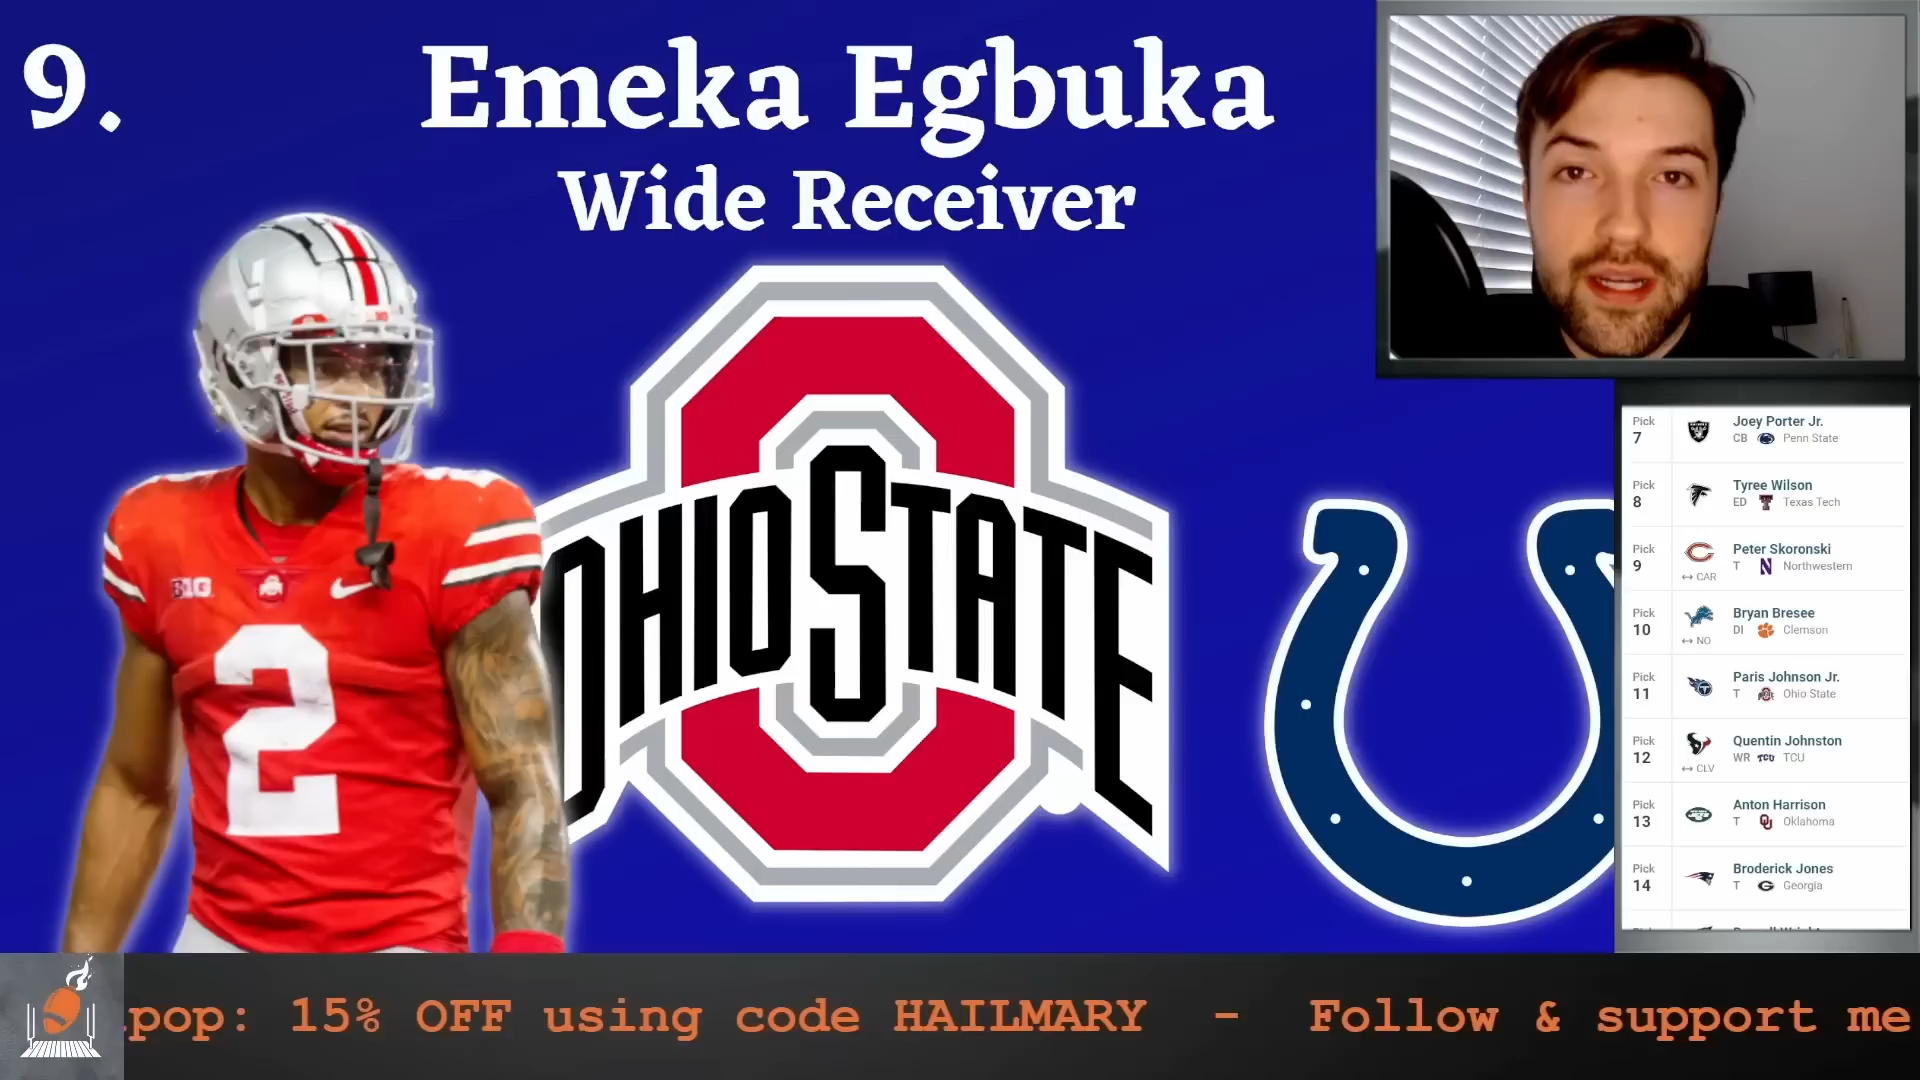 9.
Emeka Egbuka
Wide Receiver
OHIO STATE
B1G
2
Pick
7
Joey Porter Jr.
CB Penn State
Pick
8
Tyree Wilson
ED Texas Tech
Pick
9
↔ CAR
Peter Skoronski
T N Northwestern
Pick
10
↔ NO
Bryan Bresee
DI Clemson
Pick
11
Paris Johnson Jr.
T Ohio State
Pick
12
↔ CLV
Quentin Johnston
WR TCU TCU
Pick
13
Anton Harrison
T OU Oklahoma
Pick
14
Broderick Jones
T G Georgia
pop: 15% OFF using code HAILMARY - Follow & support me